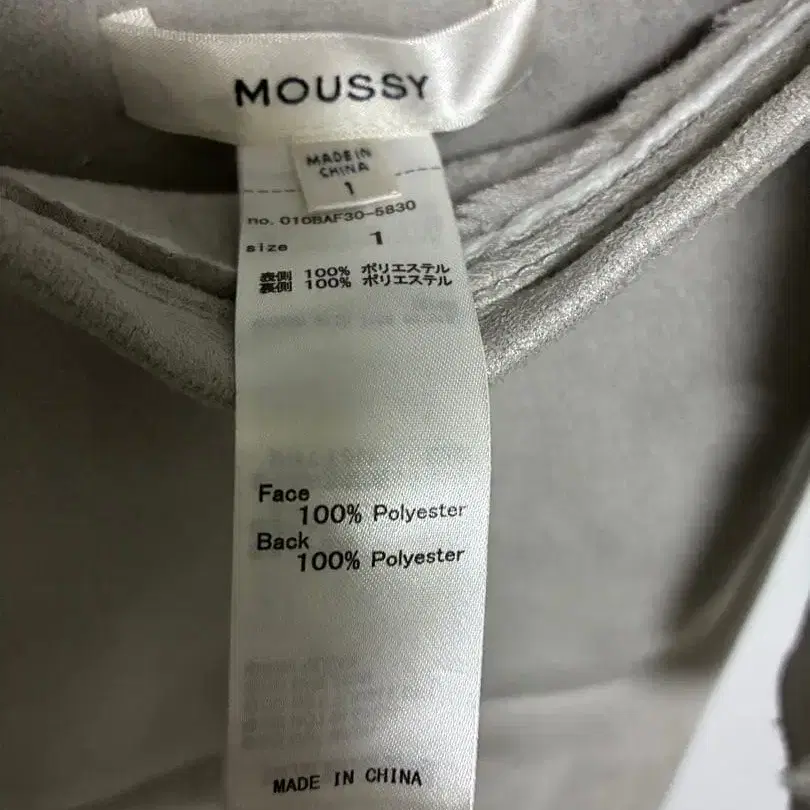 MOUSSY
MADE IN
CHINA
1
no. 010BAF30-5830
size 1
表側 100% ポリエステル
裏側 100% ポリエステル
Face
100% Polyester
Back
100% Polyester
MADE IN CHINA